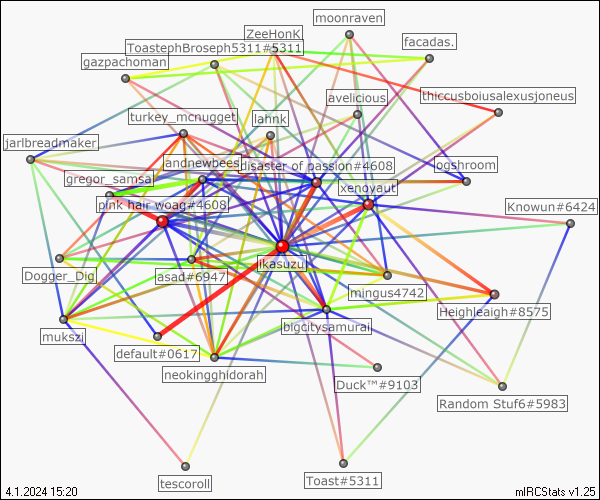 moonraven
ZeeHonK
ToastephBroseph5311#5311
facadas.
gazpachoman
avelicious
thiccusboiusalexusjoneus
turkey_mcnugget
lahnk
jarlbreadmaker
andnewbees
disaster of passion#4608
logshroom
gregor_samsa
xenovaut
pink hair woag#4608
Knowun#6424
ikasuzu
Dogger_Dig
asad#6947
mingus4742
Heighleaigh#8575
mukszi
bigcitysamurai
default#0617
neokingghidorah
Duck™#9103
Random Stuf6#5983
tescoroll
Toast#5311
4.1.2024 15:20
mIRCStats v1.25